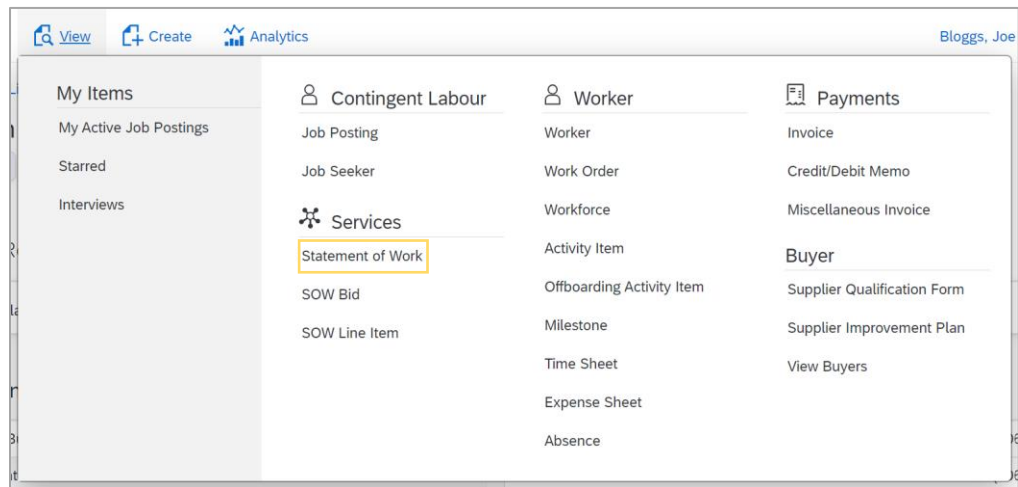 View
Create
Analytics
Bloggs, Joe
My Items
My Active Job Postings
Starred
Interviews
Contingent Labour
Job Posting
Job Seeker
Services
Statement of Work
SOW Bid
SOW Line Item
Worker
Worker
Work Order
Workforce
Activity Item
Offboarding Activity Item
Milestone
Time Sheet
Expense Sheet
Absence
Payments
Invoice
Credit/Debit Memo
Miscellaneous Invoice
Buyer
Supplier Qualification Form
Supplier Improvement Plan
View Buyers